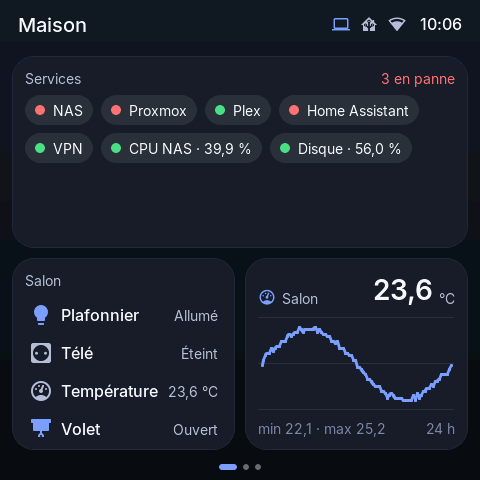 Maison 10:06
Services 3 en panne
NAS Proxmox Plex Home Assistant
VPN CPU NAS · 39,9 % Disque · 56,0 %
Salon
Plafonnier Allumé
Télé Éteint
Température 23,6 °C
Volet Ouvert
Salon 23,6 °C
min 22,1 · max 25,2 24 h